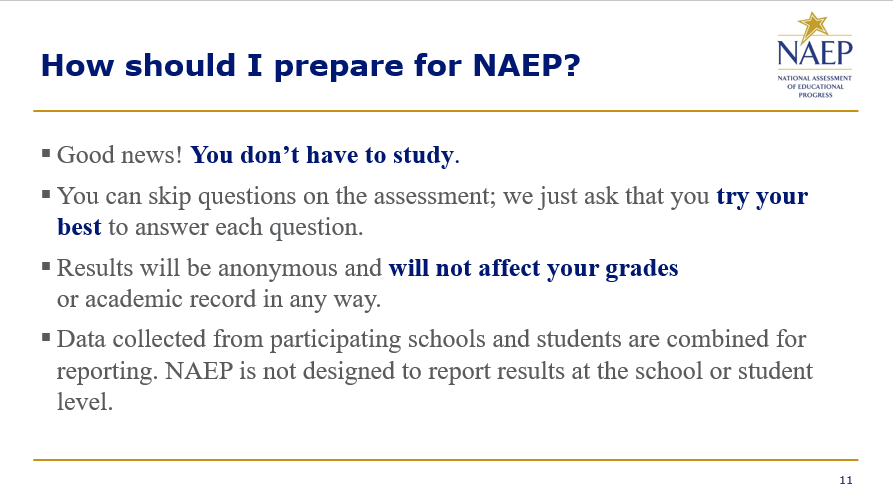 How should I prepare for NAEP?
NAEP
NATIONAL ASSESSMENT
OF EDUCATIONAL
PROGRESS
▪ Good news! You don’t have to study.
▪ You can skip questions on the assessment; we just ask that you try your
best to answer each question.
▪ Results will be anonymous and will not affect your grades
or academic record in any way.
▪ Data collected from participating schools and students are combined for
reporting. NAEP is not designed to report results at the school or student
level.
11